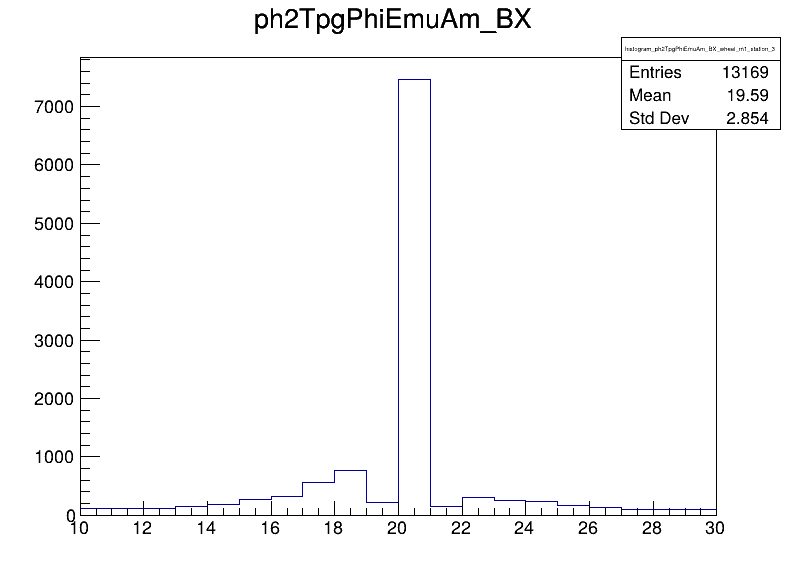 ph2TpgPhiEmuAm_BX
histogram_ph2TpgPhiEmuAm_BX_wheel_m1_station_3
Entries 13169
Mean 19.59
Std Dev 2.854
7000
6000
5000
4000
3000
2000
1000
0
10 12 14 16 18 20 22 24 26 28 30